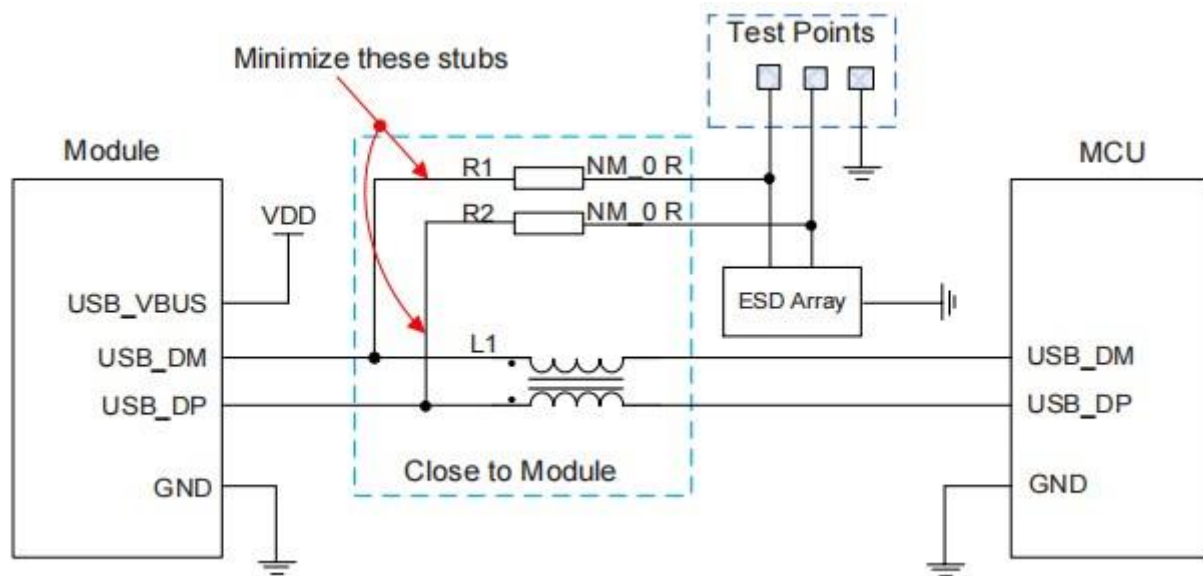 Test Points
Minimize these stubs
Module
MCU
R1 NM_0 R
R2 NM_0 R
VDD
ESD Array
USB_VBUS
USB_DM
L1
USB_DM
USB_DP
USB_DP
Close to Module
GND
GND